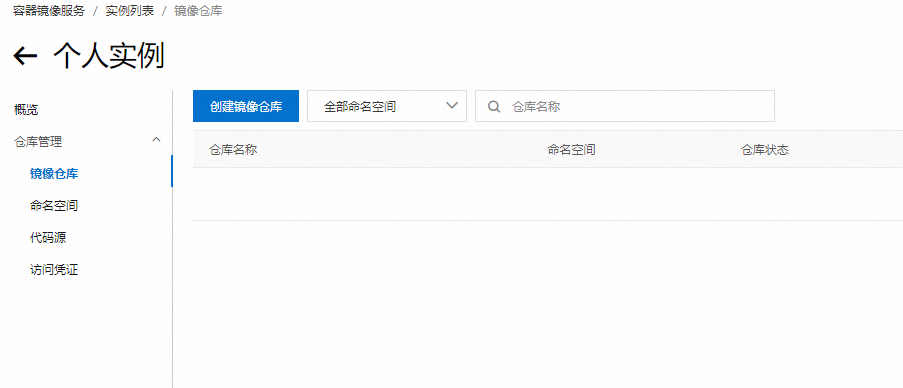 容器镜像服务 / 实例列表 / 镜像仓库
个人实例
概览
仓库管理
镜像仓库
命名空间
代码源
访问凭证
创建镜像仓库 全部命名空间 仓库名称
仓库名称 命名空间 仓库状态